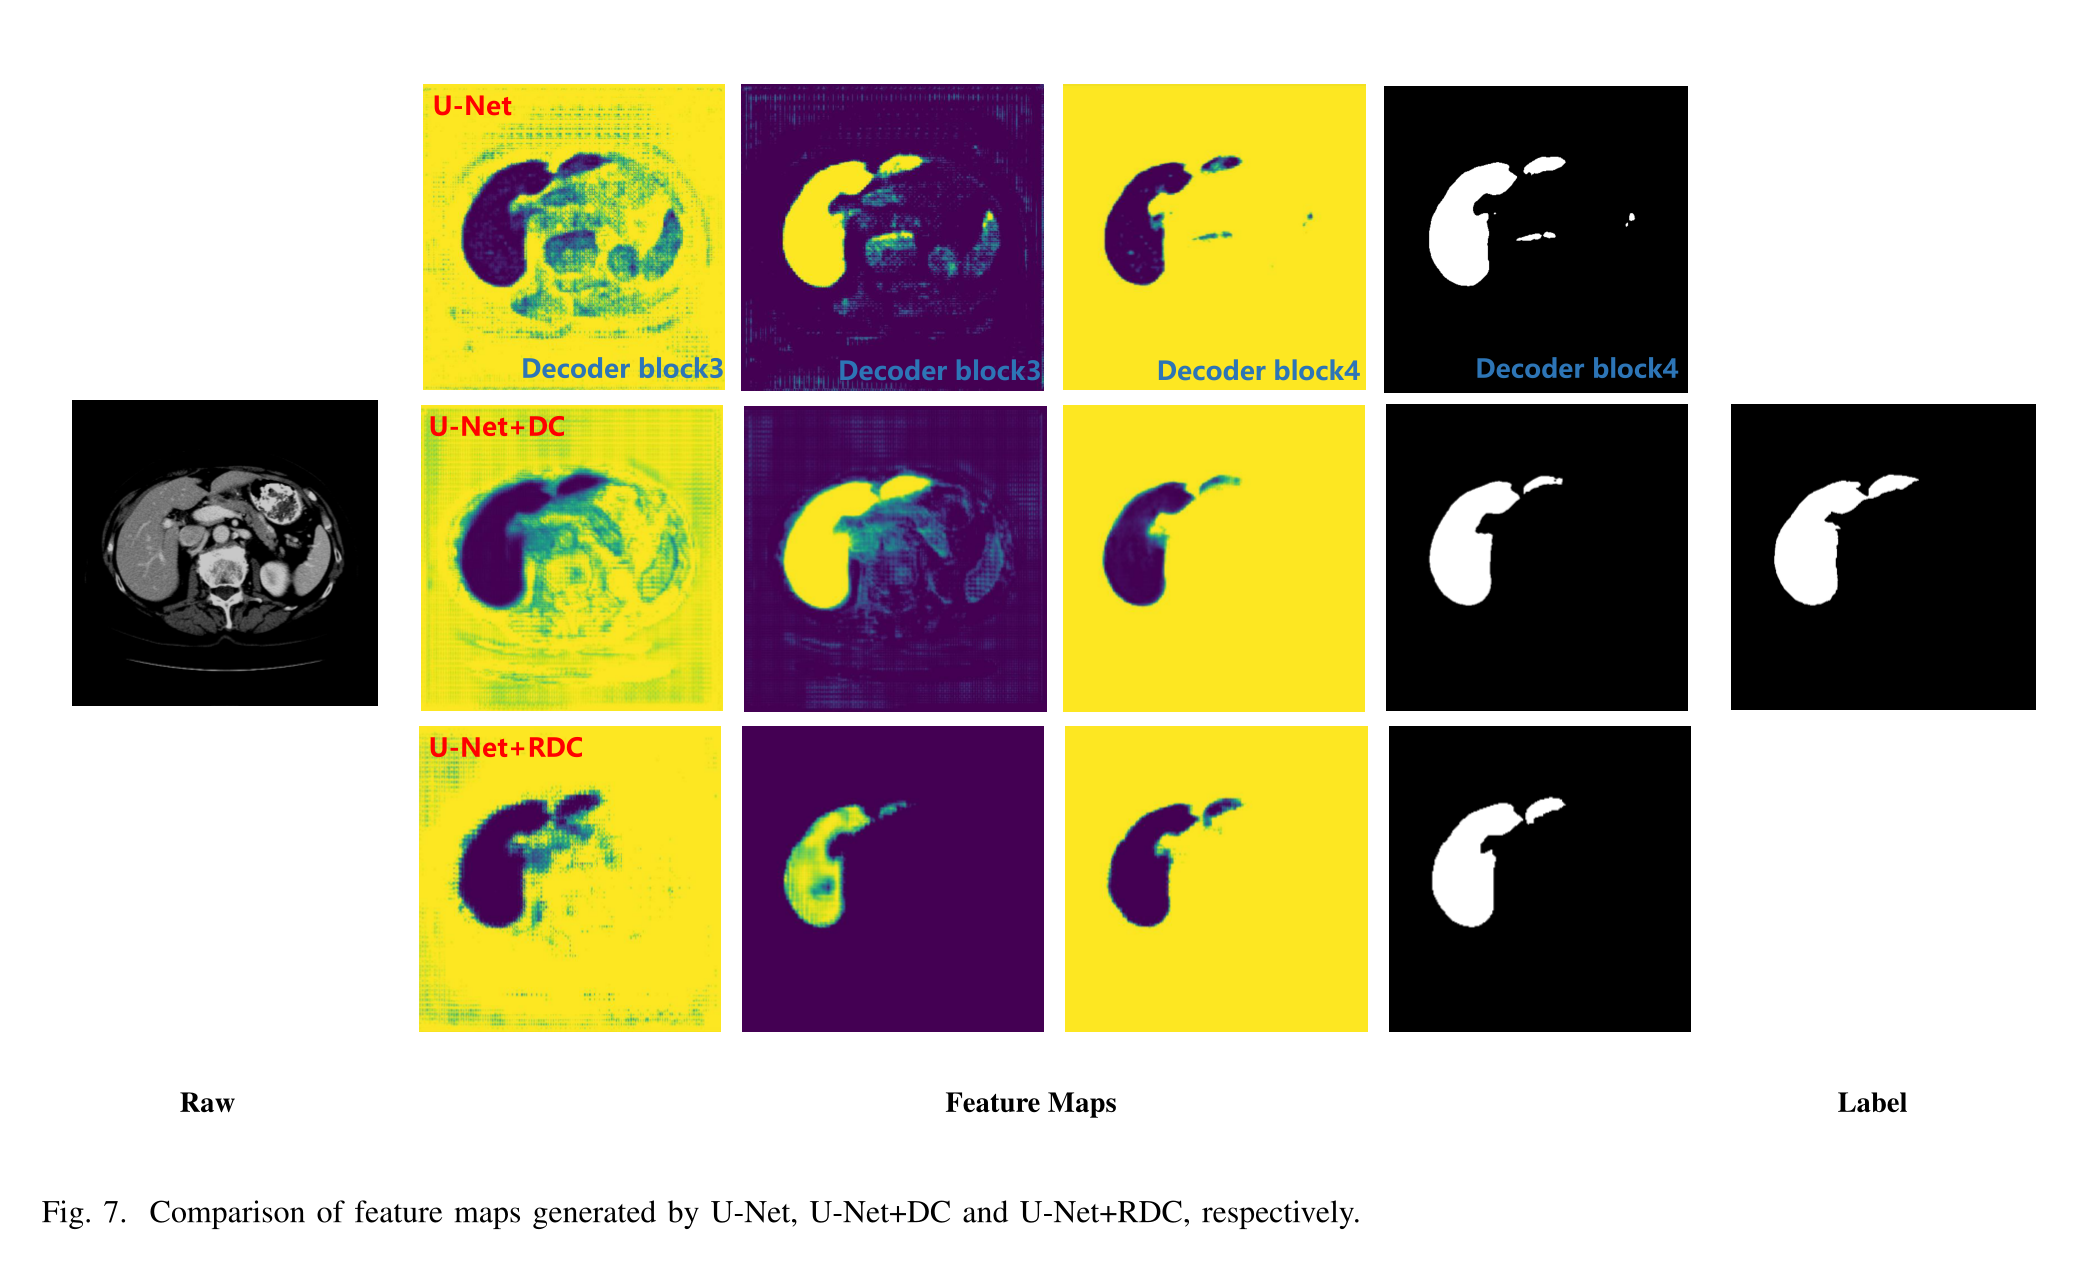 U-Net
Decoder block3
Decoder block3
Decoder block4
Decoder block4
U-Net+DC
U-Net+RDC
Raw
Feature Maps
Label
Fig. 7. Comparison of feature maps generated by U-Net, U-Net+DC and U-Net+RDC, respectively.